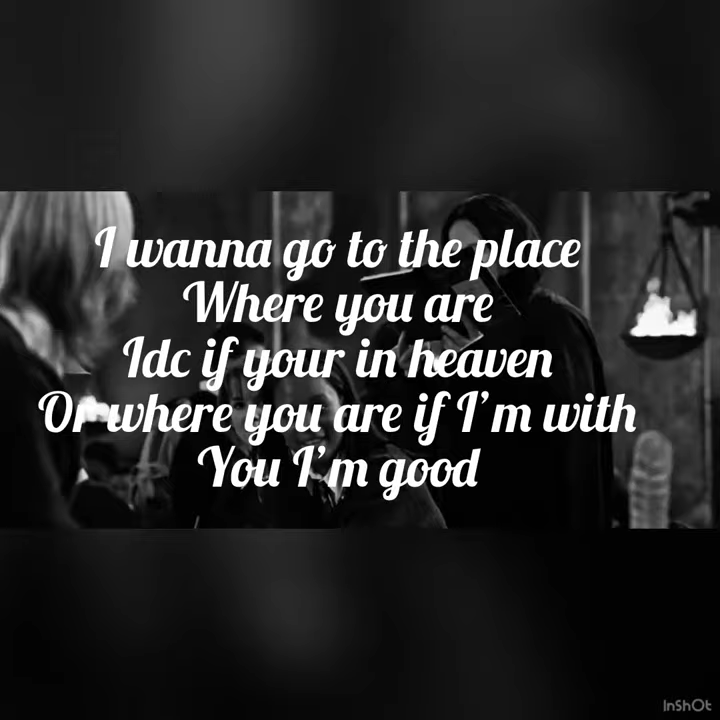 I wanna go to the place
Where you are
Idc if your in heaven
Or where you are if I'm with
You I'm good
InShOt